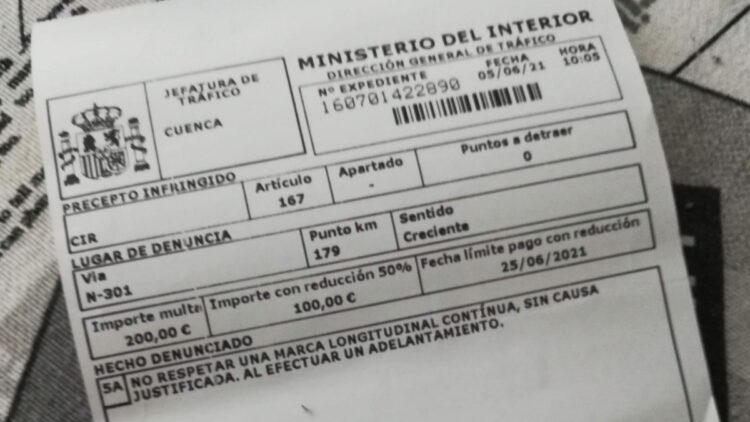 MINISTERIO DEL INTERIOR
DIRECCIÓN GENERAL DE TRÁFICO
JEFATURA DE
TRÁFICO
CUENCA
Nº EXPEDIENTE FECHA HORA
160701422890 05/06/21 10:05
PRECEPTO INFRINGIDO Artículo Apartado Puntos a detraer
CIR 167 - 0
LUGAR DE DENUNCIA
Via Punto km Sentido
N-301 179 Creciente
Importe multa Importe con reducción 50% Fecha límite pago con reducción
200,00 € 100,00 € 25/06/2021
HECHO DENUNCIADO
5A NO RESPETAR UNA MARCA LONGITUDINAL CONTÍNUA, SIN CAUSA
JUSTIFICADA. AL EFECTUAR UN ADELANTAMIENTO.